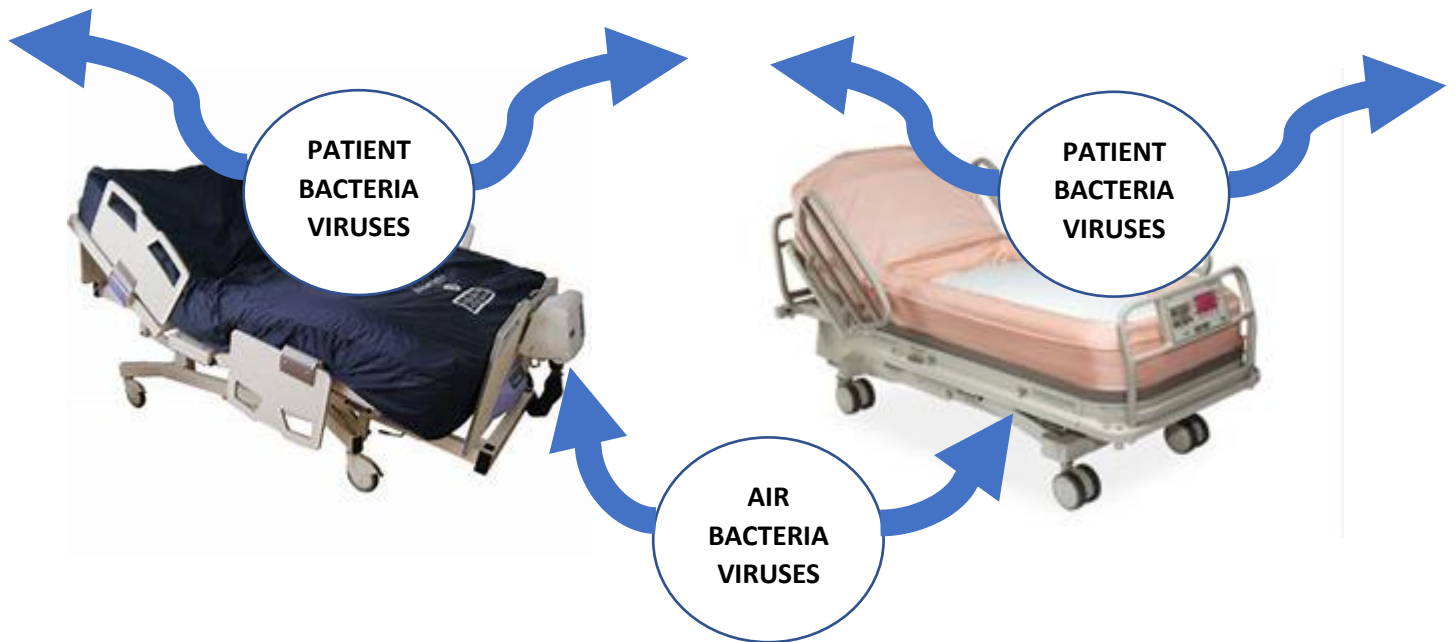 PATIENT
BACTERIA
VIRUSES
PATIENT
BACTERIA
VIRUSES
AIR
BACTERIA
VIRUSES